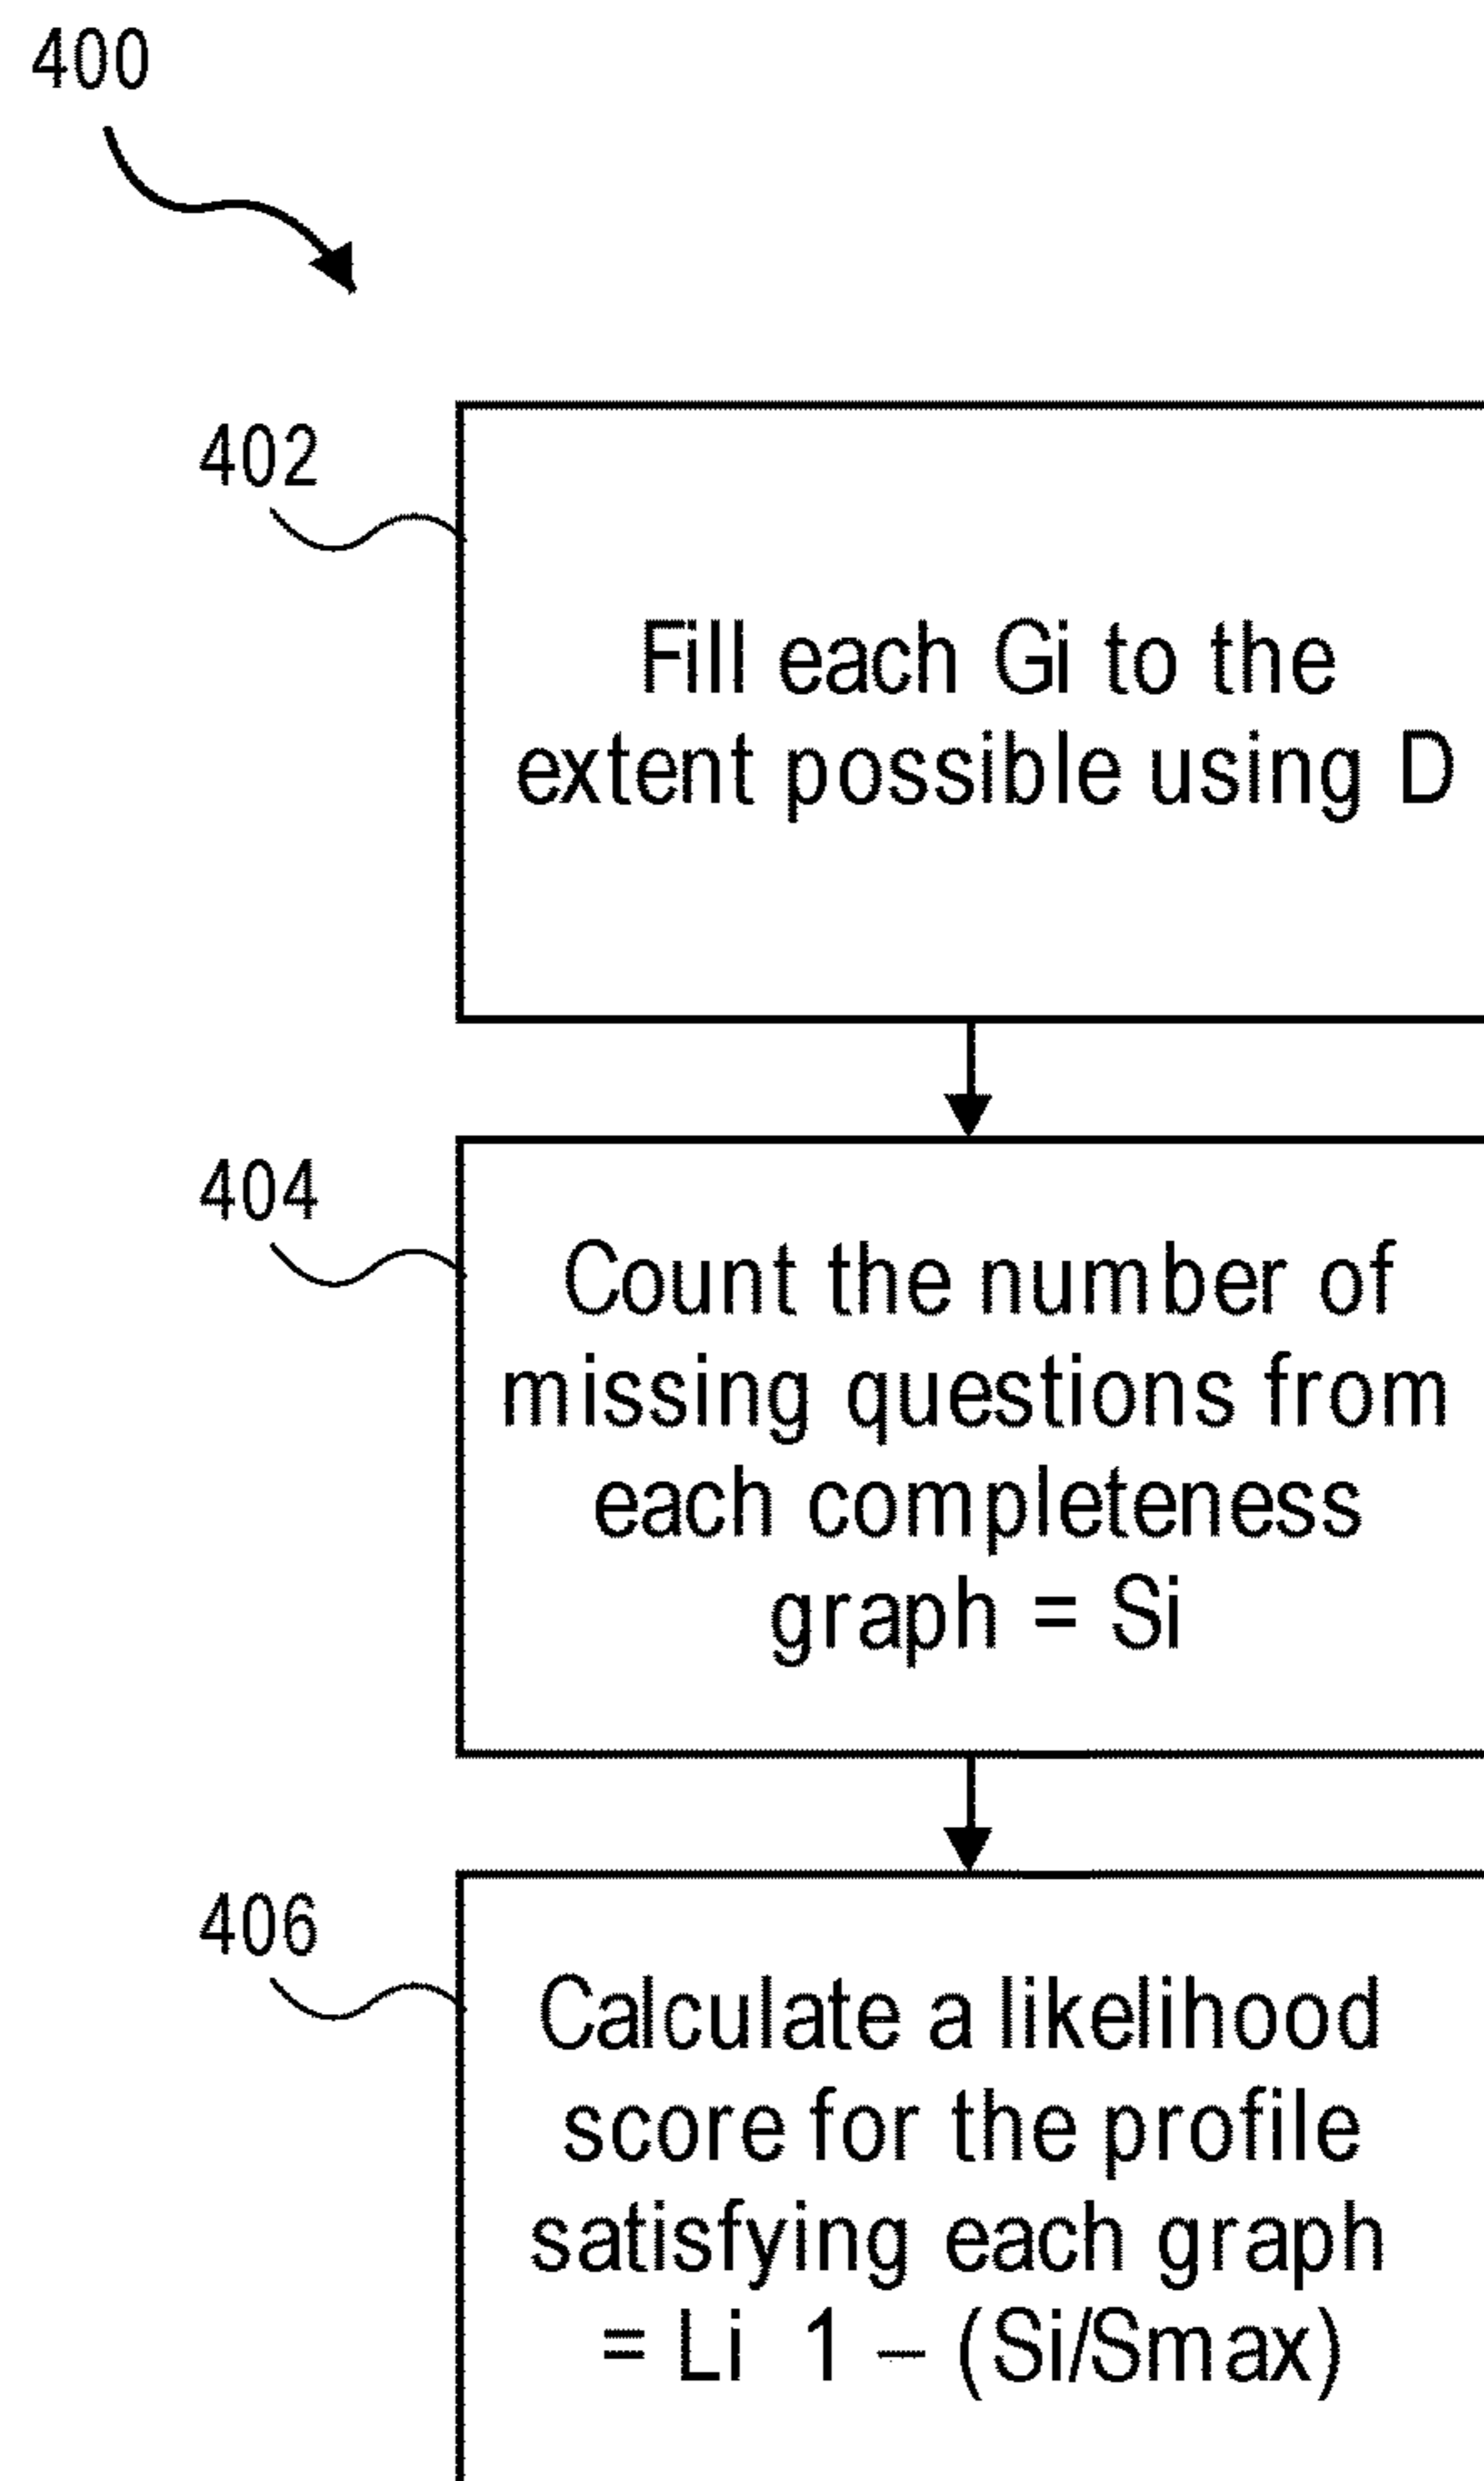 400
402
Fill each Gi to the
extent possible using D
404
Count the number of
missing questions from
each completeness
graph = Si
406
Calculate a likelihood
score for the profile
satisfying each graph
= Li 1 – (Si/Smax)